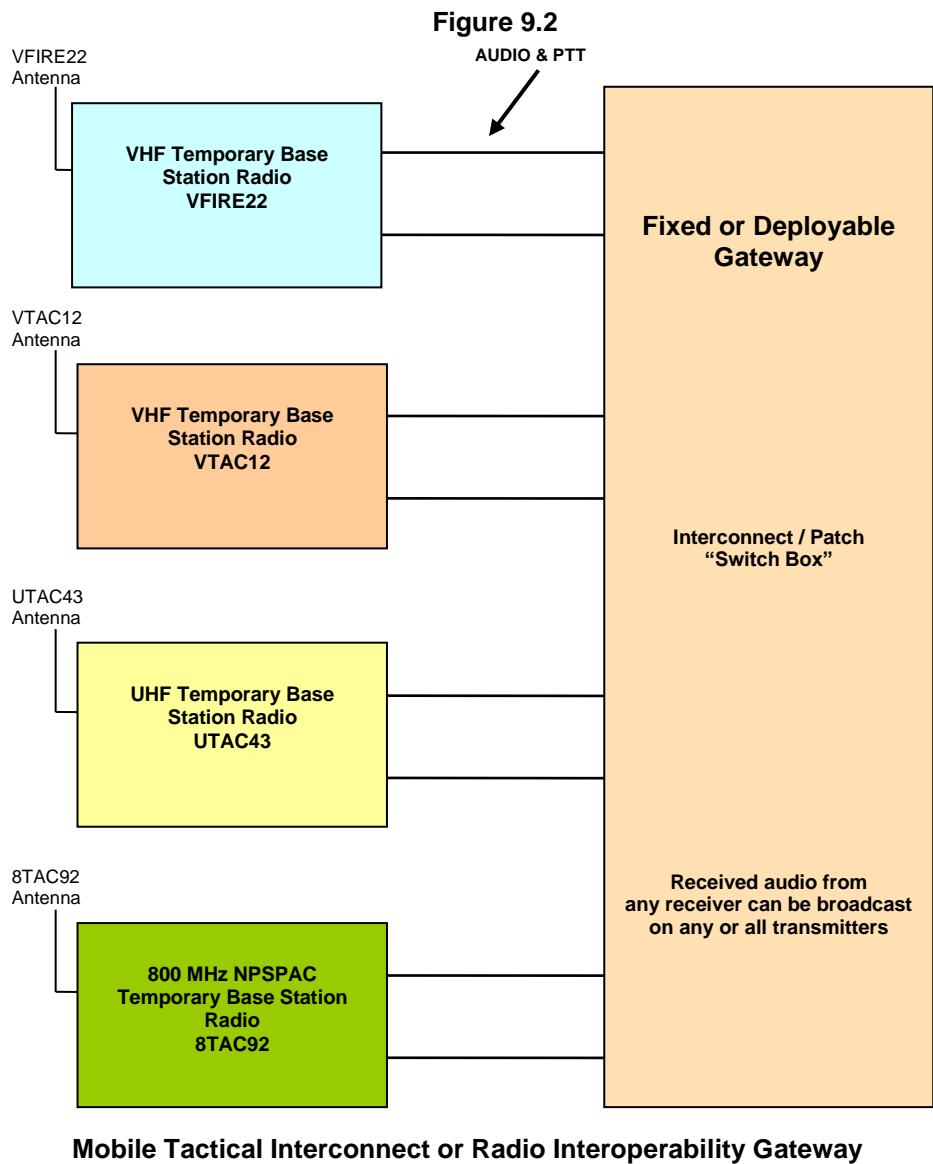 Figure 9.2
AUDIO & PTT
VFIRE22
Antenna
VHF Temporary Base
Station Radio
VFIRE22
Fixed or Deployable
Gateway
VTAC12
Antenna
VHF Temporary Base
Station Radio
VTAC12
Interconnect / Patch
“Switch Box”
UTAC43
Antenna
UHF Temporary Base
Station Radio
UTAC43
8TAC92
Antenna
Received audio from
any receiver can be broadcast
on any or all transmitters
800 MHz NPSPAC
Temporary Base Station
Radio
8TAC92
Mobile Tactical Interconnect or Radio Interoperability Gateway